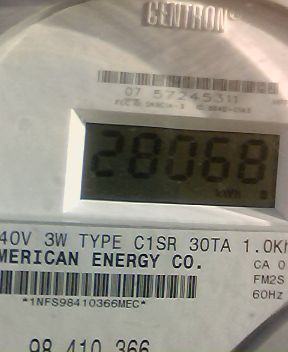 CENTRON®
07 57245311
28068
kWh
40V 3W TYPE C1SR 30TA 1.0Kh
MERICAN ENERGY CO.
CA 0
FM2S
60Hz
*1NFS98410366MEC*
98 410 366